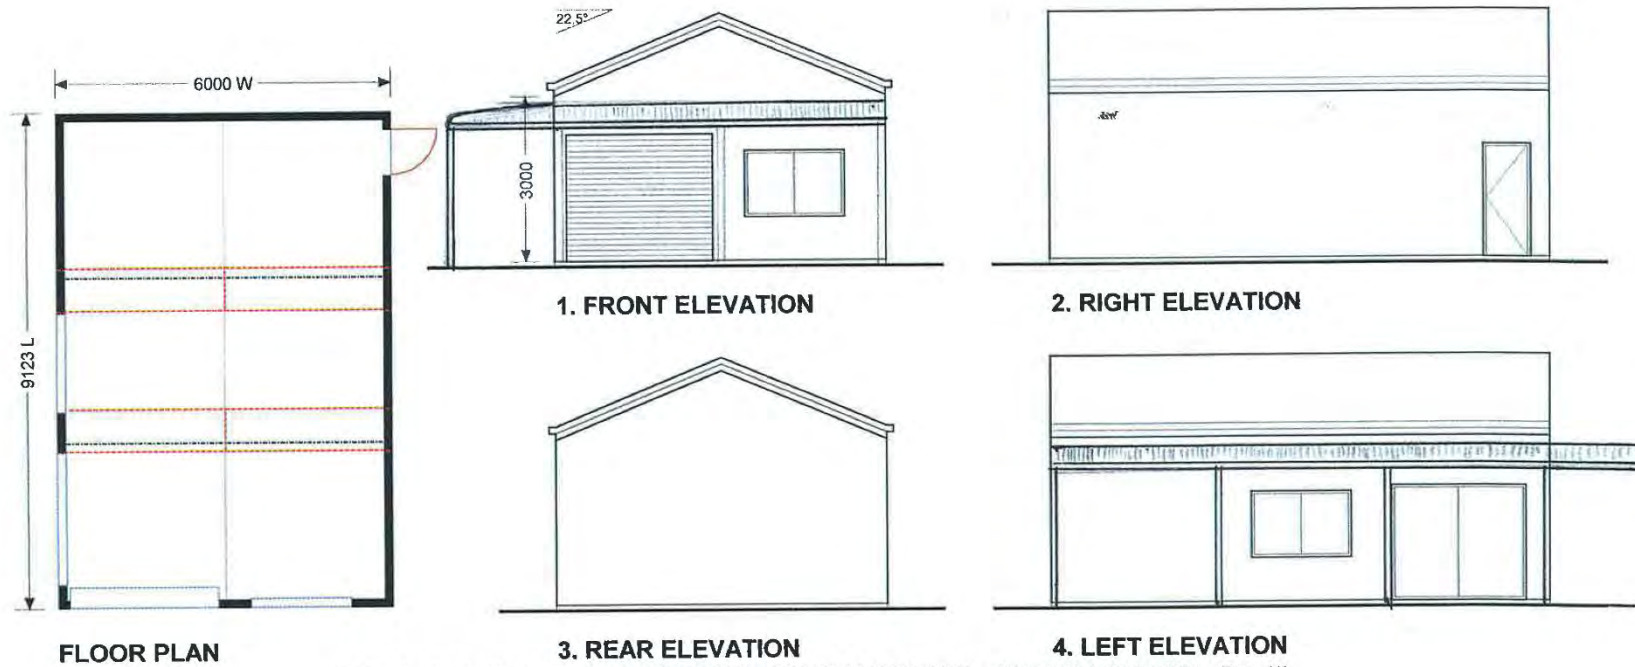 22,5°
6000 W
3000
9123 L
1. FRONT ELEVATION
2. RIGHT ELEVATION
FLOOR PLAN
3. REAR ELEVATION
4. LEFT ELEVATION